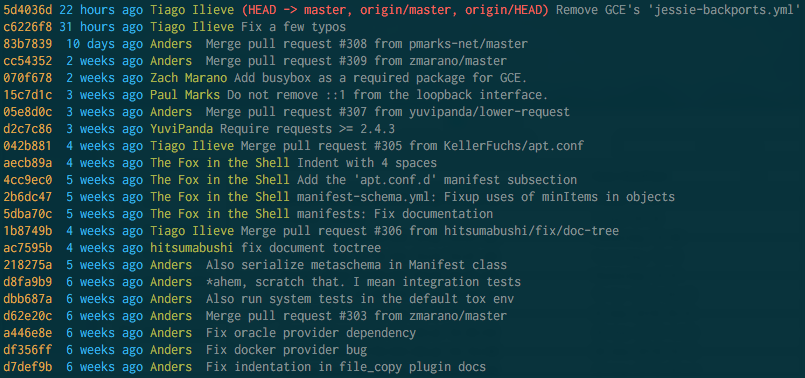 5d4036d 22 hours ago Tiago Ilieve (HEAD -> master, origin/master, origin/HEAD) Remove GCE's 'jessie-backports.yml'
c6226f8 31 hours ago Tiago Ilieve Fix a few typos
83b7839 10 days ago Anders Merge pull request #308 from pmarks-net/master
cc54352 2 weeks ago Anders Merge pull request #309 from zmarano/master
070f678 2 weeks ago Zach Marano Add busybox as a required package for GCE.
15c7d1c 3 weeks ago Paul Marks Do not remove ::1 from the loopback interface.
05e8d0c 3 weeks ago Anders Merge pull request #307 from yuvipanda/lower-request
d2c7c86 3 weeks ago YuviPanda Require requests >= 2.4.3
042b881 4 weeks ago Tiago Ilieve Merge pull request #305 from KellerFuchs/apt.conf
aecb89a 4 weeks ago The Fox in the Shell Indent with 4 spaces
4cc9ec0 5 weeks ago The Fox in the Shell Add the 'apt.conf.d' manifest subsection
2b6dc47 5 weeks ago The Fox in the Shell manifest-schema.yml: Fixup uses of minItems in objects
5dba70c 5 weeks ago The Fox in the Shell manifests: Fix documentation
1b8749b 4 weeks ago Tiago Ilieve Merge pull request #306 from hitsumabushi/fix/doc-tree
ac7595b 4 weeks ago hitsumabushi fix document toctree
218275a 5 weeks ago Anders Also serialize metaschema in Manifest class
d8fa9b9 6 weeks ago Anders *ahem, scratch that. I mean integration tests
dbb687a 6 weeks ago Anders Also run system tests in the default tox env
d62e20c 6 weeks ago Anders Merge pull request #303 from zmarano/master
a446e8e 6 weeks ago Anders Fix oracle provider dependency
df356ff 6 weeks ago Anders Fix docker provider bug
d7def9b 6 weeks ago Anders Fix indentation in file_copy plugin docs